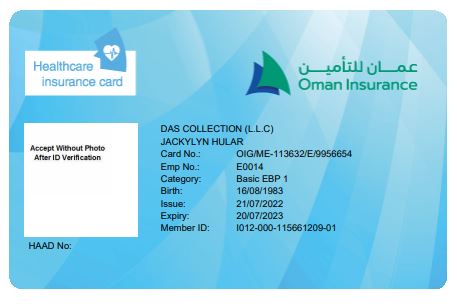 Healthcare
insurance card
عمـان للتأميـن
Oman Insurance
Accept Without Photo
After ID Verification
DAS COLLECTION (L.L.C)
JACKYLYN HULAR
Card No.: OIG/ME-113632/E/9956654
Emp No.: E0014
Category: Basic EBP 1
Birth: 16/08/1983
Issue: 21/07/2022
Expiry: 20/07/2023
Member ID: I012-000-115661209-01
HAAD No: